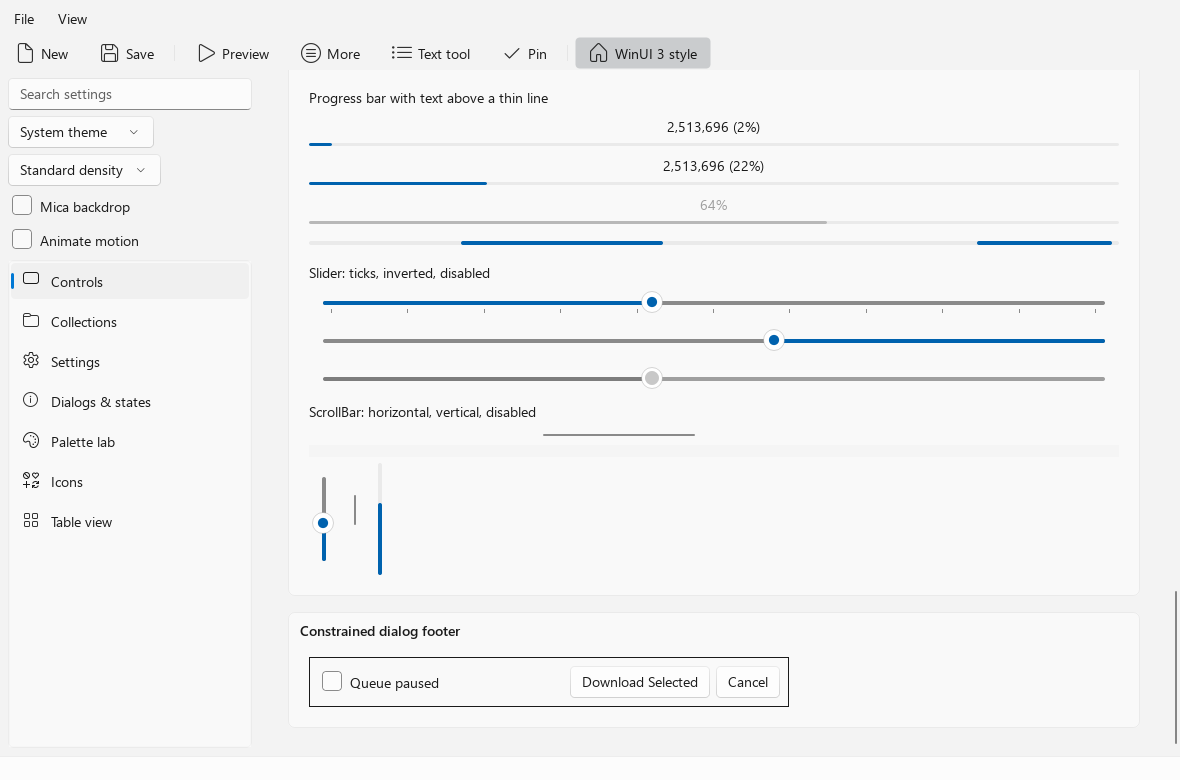 File View
New Save Preview More Text tool Pin WinUI 3 style
Search settings
System theme
Standard density
Mica backdrop
Animate motion
Controls
Collections
Settings
Dialogs & states
Palette lab
Icons
Table view
Progress bar with text above a thin line
2,513,696 (2%)
2,513,696 (22%)
64%
Slider: ticks, inverted, disabled
ScrollBar: horizontal, vertical, disabled
Constrained dialog footer
Queue paused Download Selected Cancel